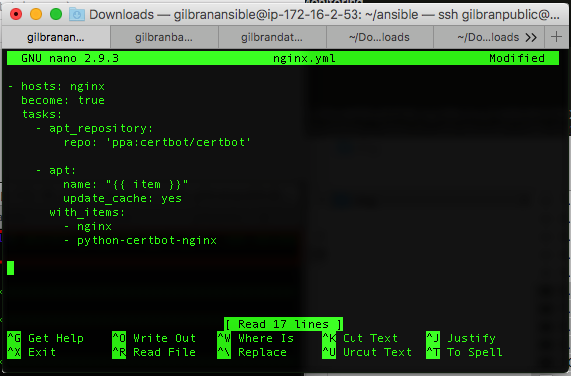 Downloads — gilbranansible@ip-172-16-2-53: ~/ansible — ssh gilbranpublic@...
gilbranan... gilbranba... gilbrandat... ~/Do...loads ~/Do...loads >> +
GNU nano 2.9.3 nginx.yml Modified
- hosts: nginx
  become: true
  tasks:
    - apt_repository:
        repo: 'ppa:certbot/certbot'
    - apt:
        name: "{{ item }}"
        update_cache: yes
      with_items:
        - nginx
        - python-certbot-nginx
[ Read 17 lines ]
^G Get Help ^O Write Out ^W Where Is ^K Cut Text ^J Justify
^X Exit ^R Read File ^\ Replace ^U Uncut Text ^T To Spell